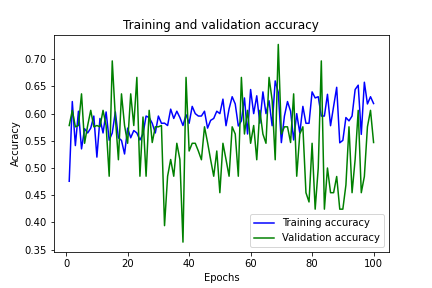 Training and validation accuracy
0.70
0.65
0.60
0.55
0.50
0.45
0.40
0.35
Accuracy
0
20
40
60
80
100
Epochs
Training accuracy
Validation accuracy